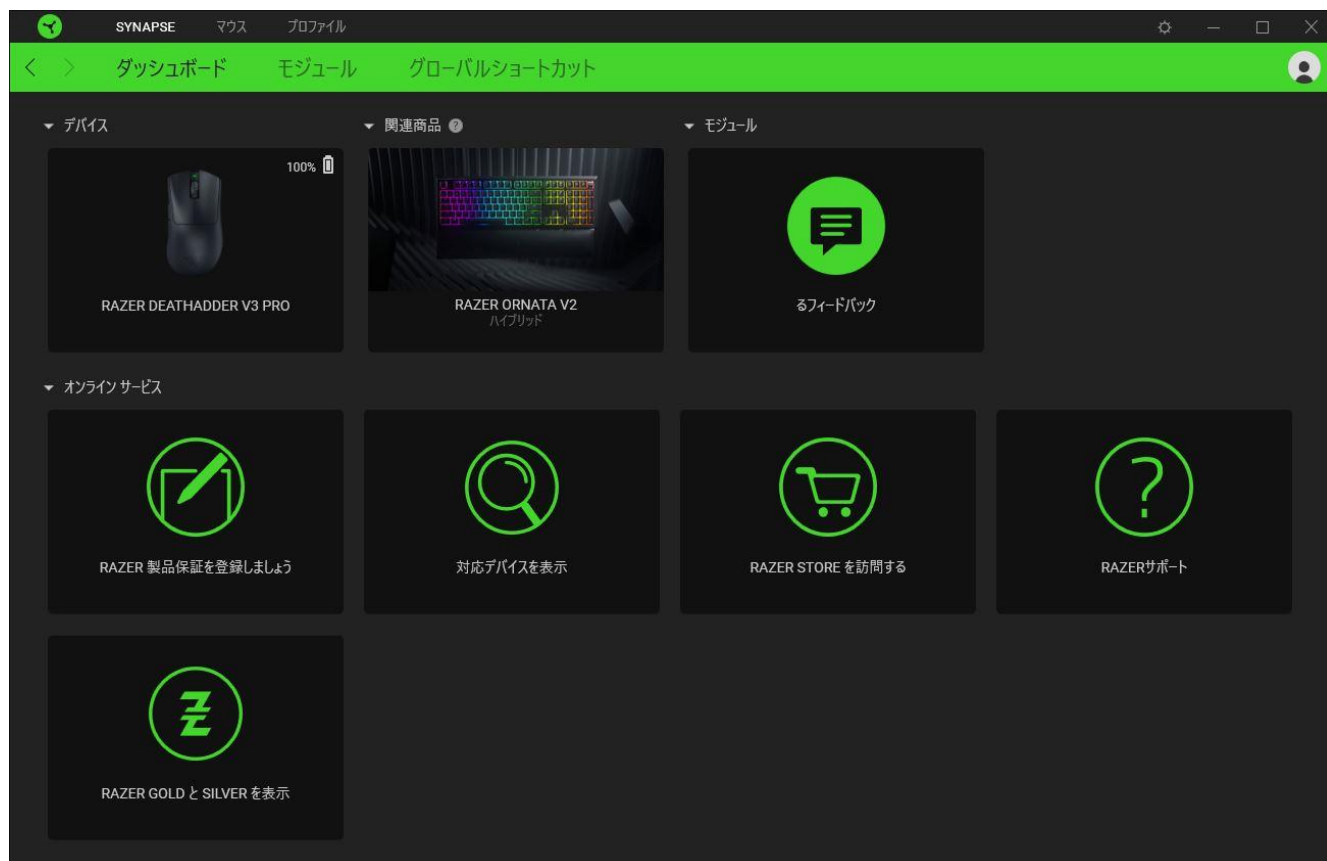 SYNAPSE マウス プロファイル
ダッシュボード モジュール グローバルショートカット
デバイス
100%
RAZER DEATHADDER V3 PRO
関連商品 ?
RAZER ORNATA V2
ハイブリッド
モジュール
るフィードバック
オンライン サービス
RAZER 製品保証を登録しましょう
対応デバイスを表示
RAZER STORE を訪問する
RAZERサポート
RAZER GOLD と SILVER を表示